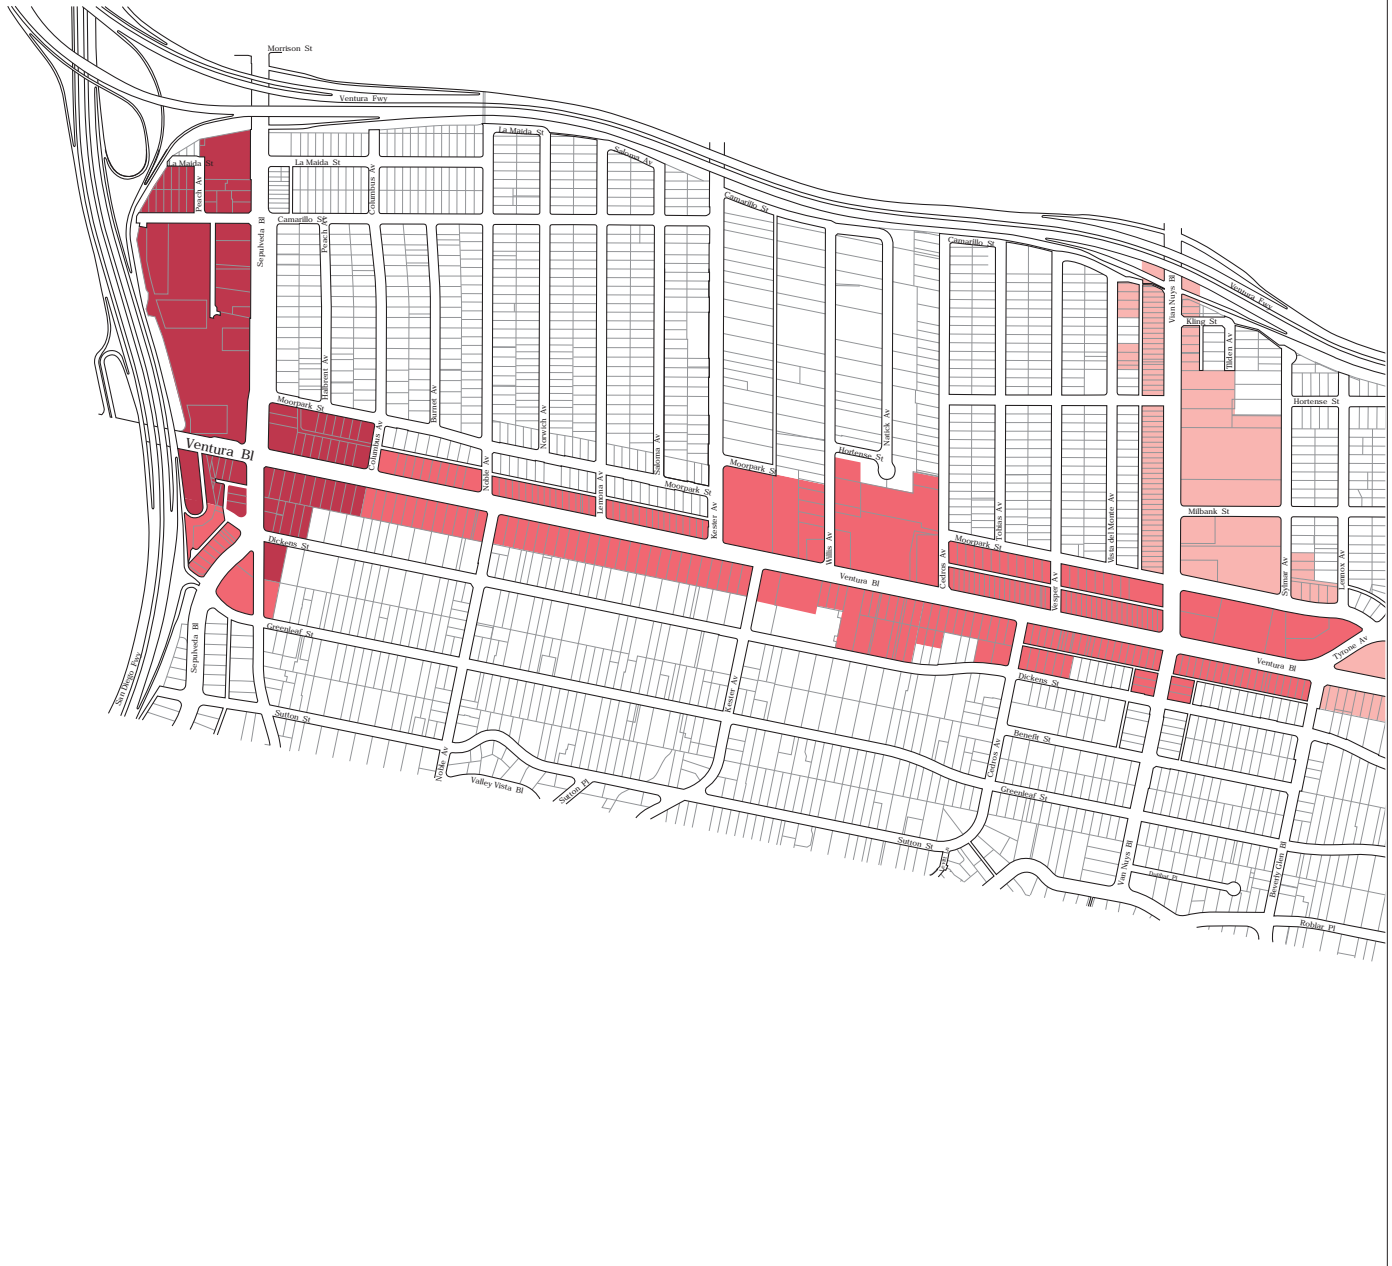 Morrison St
Ventura Fwy
La Maida St
La Maida St
La Maida St
Saloma Av
Peach Av
Columbus Av
Camarillo St
Camarillo St
Peach Av
Sepulveda Bl
Camarillo St
Van Nuys Bl
Ventura Fwy
Kling St
Tilden Av
Halbrent Av
Burnet Av
Hortense St
Moorpark St
Norwich Av
Natick Av
Columbus Av
Saloma Av
Hortense St
Ventura Bl
Noble Av
Moorpark St
Lemona Av
Moorpark St
Kester Av
Tobias Av
Vista del Monte Av
Milbank St
Dickens St
Willis Av
Moorpark St
Cedros Av
Ventura Bl
Vesper Av
Sylmar Av
Lennox Av
Greenleaf St
Sepulveda Bl
Tyrone Av
Ventura Bl
San Diego Fwy
Kester Av
Dickens St
Sutton St
Noble Av
Cedros Av
Benefit St
Valley Vista Bl
Sutton Pl
Greenleaf St
Sutton St
Van Nuys Bl
Beverly Glen Bl
Roblar Pl